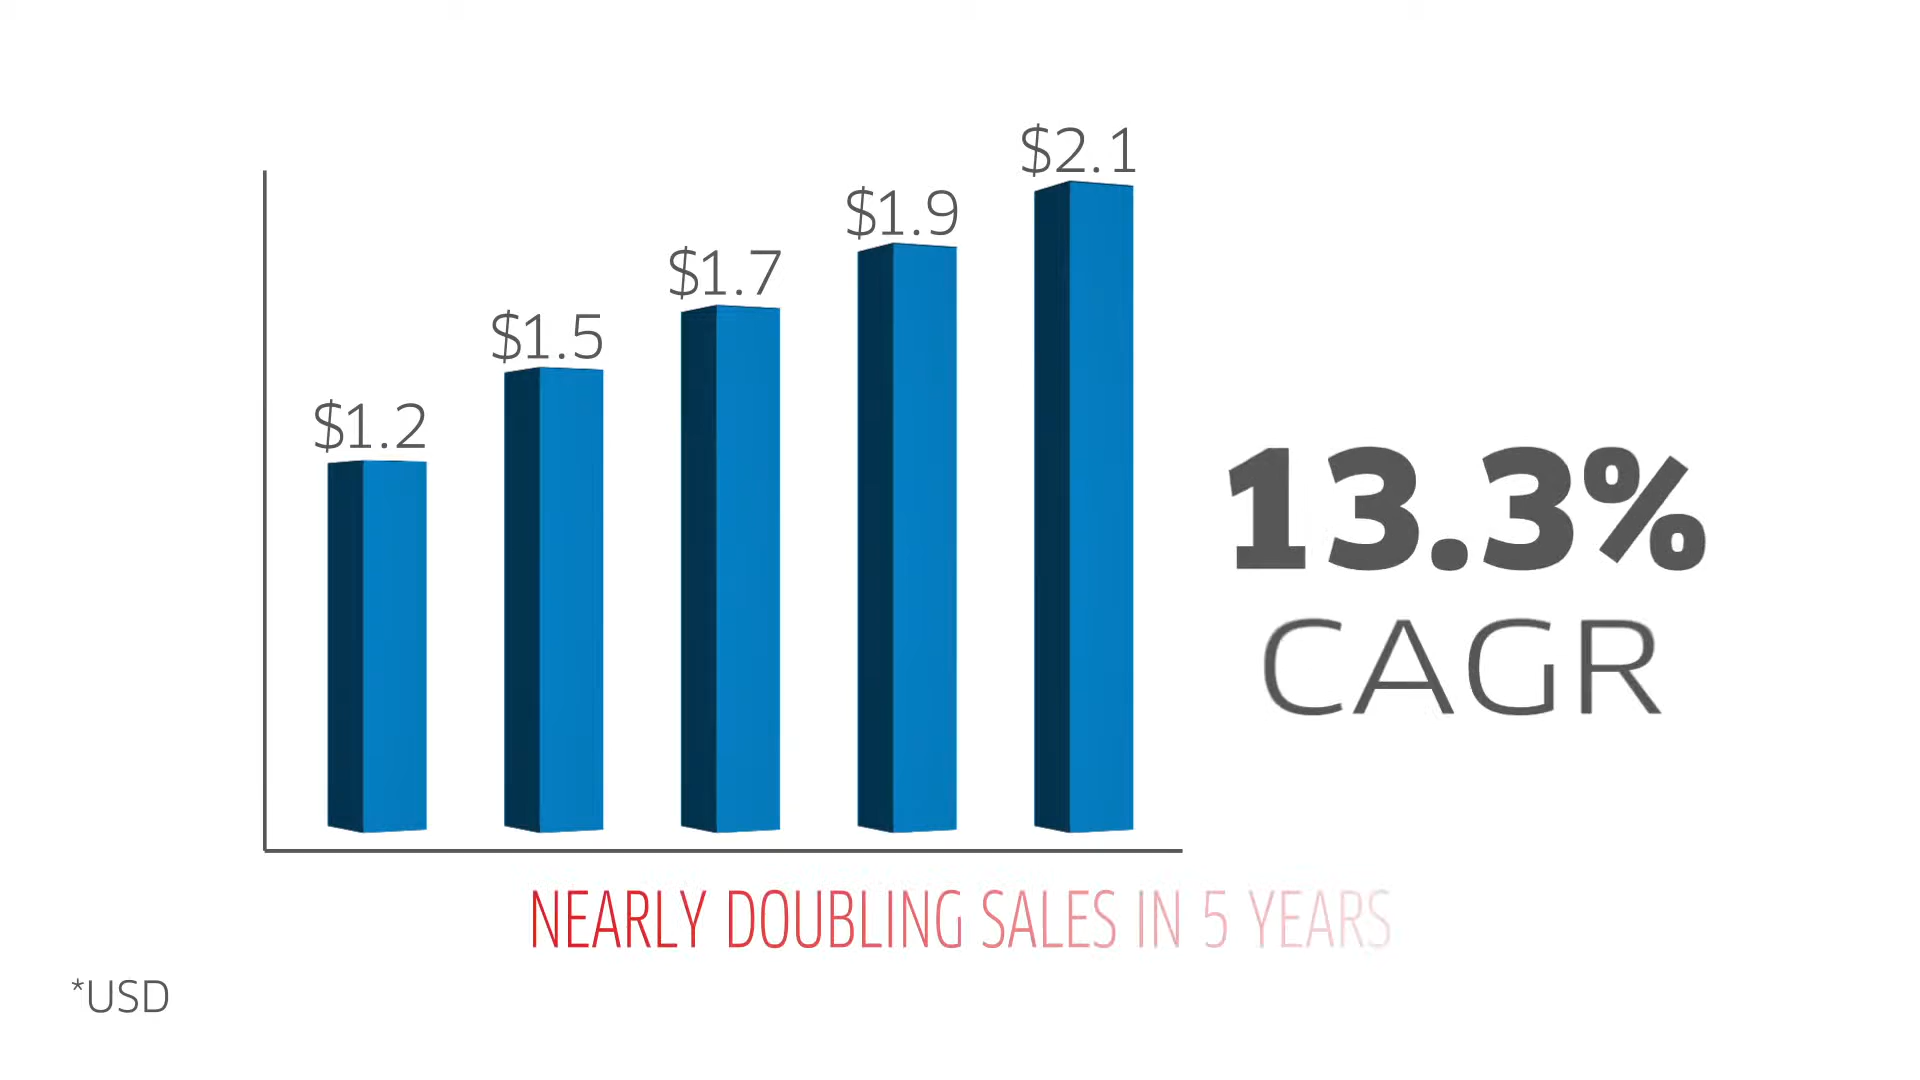 $2.1
$1.9
$1.7
$1.5
$1.2
13.3%
CAGR
NEARLY DOUBLING SALES IN 5 YEARS
*USD